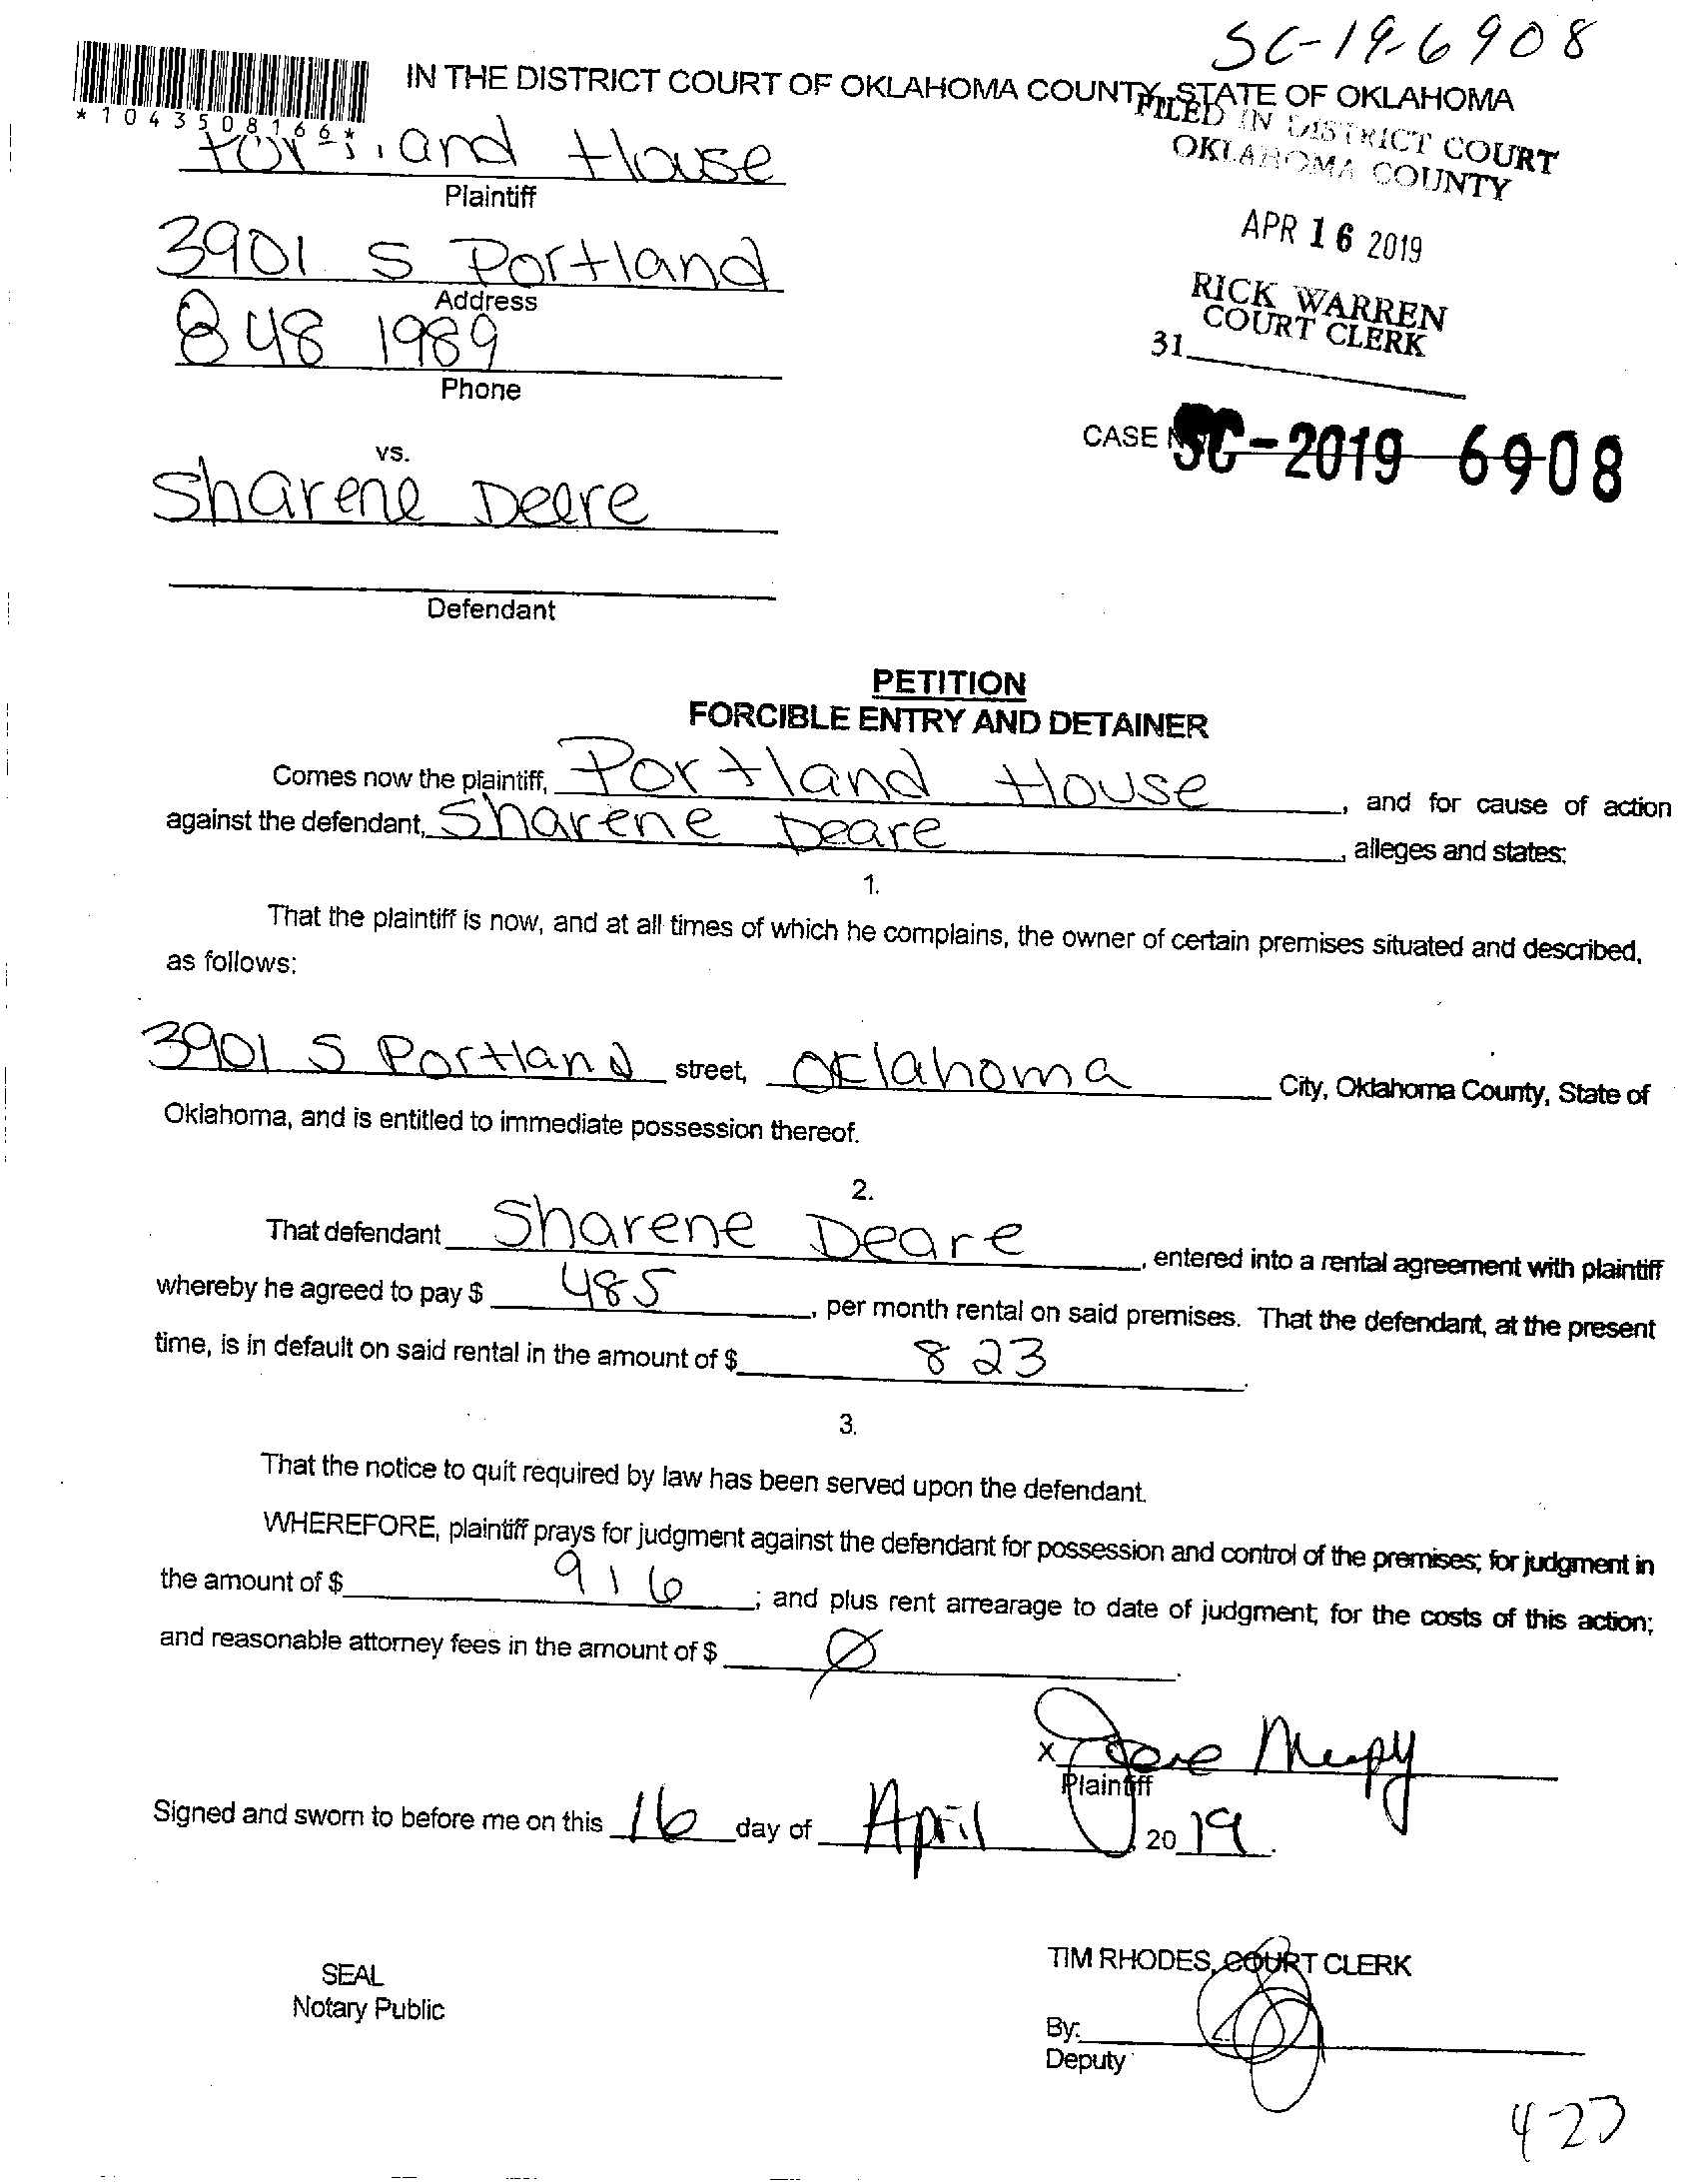 SC-19-6908
IN THE DISTRICT COURT OF OKLAHOMA COUNTY, STATE OF OKLAHOMA
*1043508166*
FILED IN DISTRICT COURT
OKLAHOMA COUNTY
Portland House
Plaintiff
3901 S Portland
Address
APR 16 2019
RICK WARREN
COURT CLERK
31
848 1989
Phone
CASE SC-2019 6908
vs.
Sharene Deere
Defendant
PETITION
FORCIBLE ENTRY AND DETAINER
Comes now the plaintiff, Portland House, and for cause of action
against the defendant, Sharene Deare, alleges and states:
1.
That the plaintiff is now, and at all times of which he complains, the owner of certain premises situated and described,
as follows:
3901 S Portland street, Oklahoma City, Oklahoma County, State of
Oklahoma, and is entitled to immediate possession thereof.
2.
That defendant Sharene Deare, entered into a rental agreement with plaintiff
whereby he agreed to pay $ 485, per month rental on said premises. That the defendant, at the present
time, is in default on said rental in the amount of $ 823.
3.
That the notice to quit required by law has been served upon the defendant.
WHEREFORE, plaintiff prays for judgment against the defendant for possession and control of the premises; for judgment in
the amount of $ 916; and plus rent arrearage to date of judgment; for the costs of this action;
and reasonable attorney fees in the amount of $ Ø.
X
Plaintiff
Signed and sworn to before me on this 16 day of April 2019.
SEAL
Notary Public
TIM RHODES, COURT CLERK
By:
Deputy
4-23